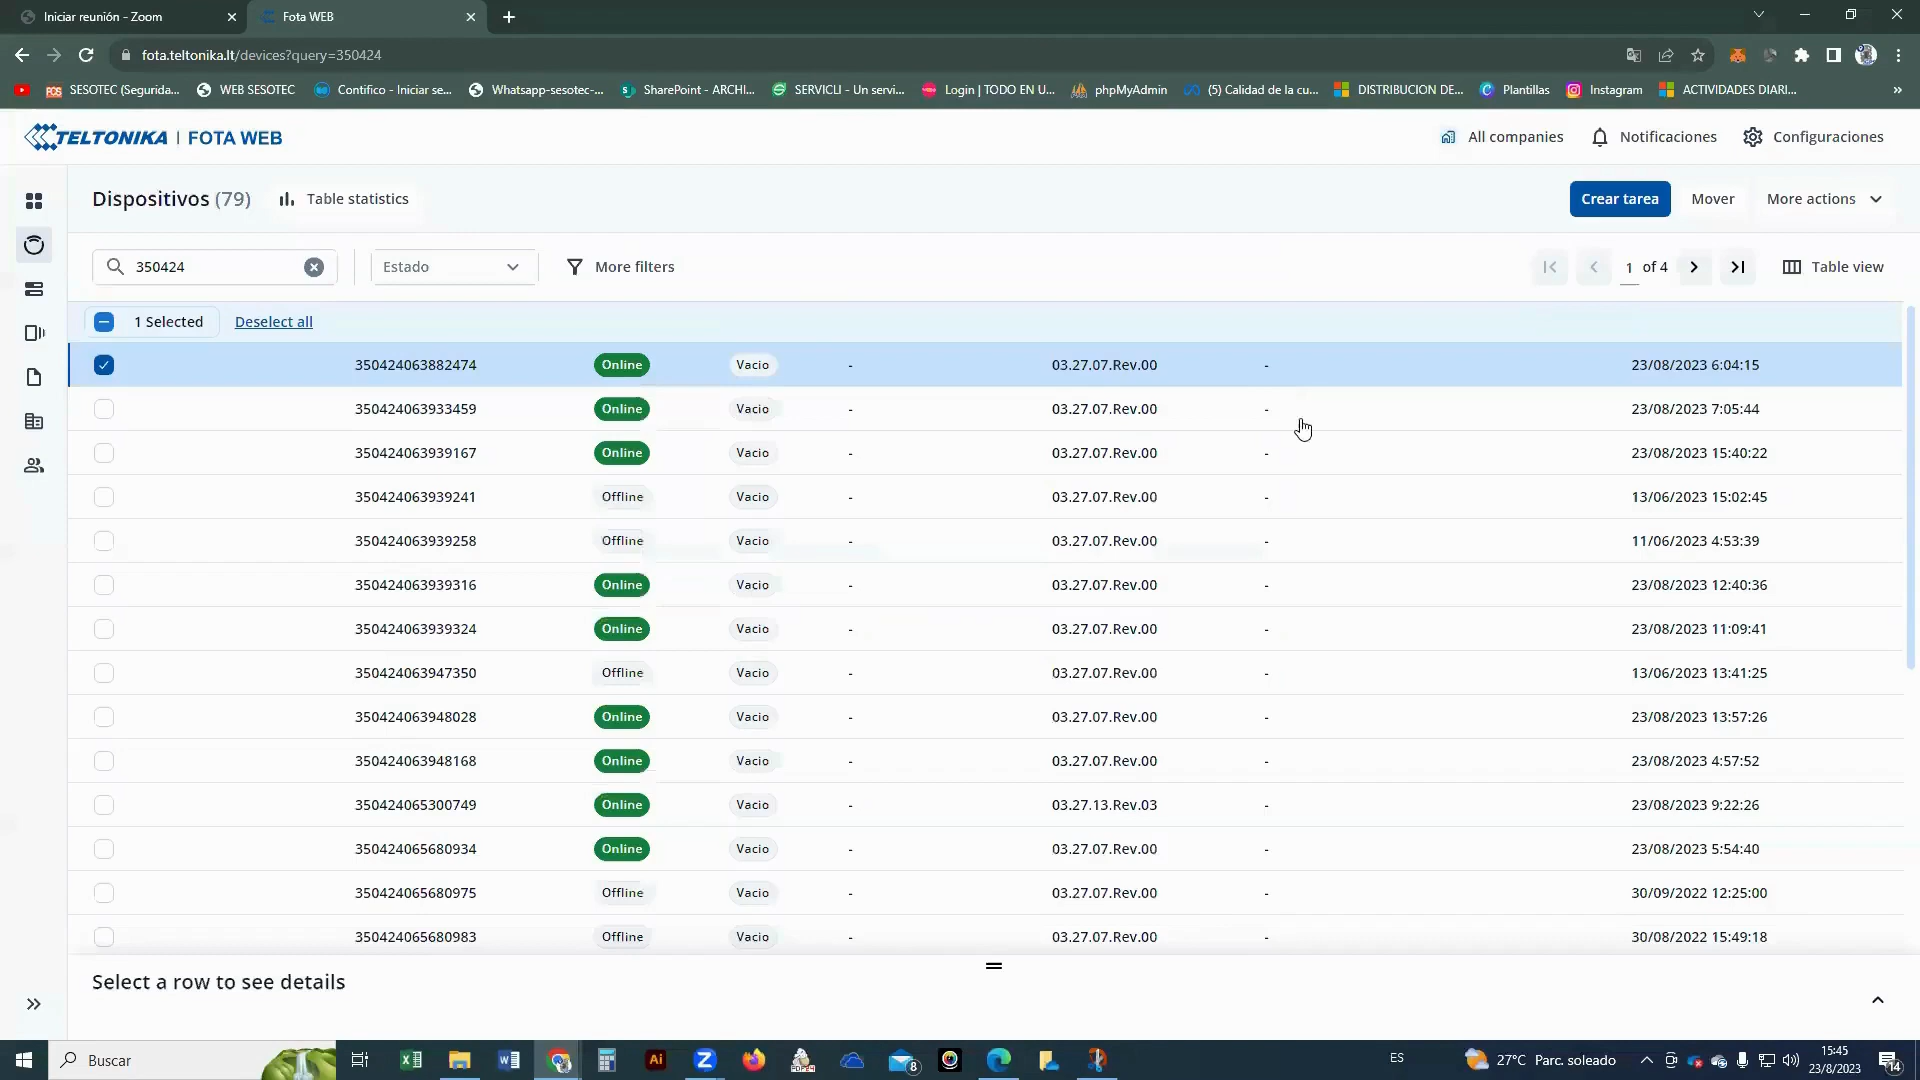 Iniciar reunión - Zoom
Fota WEB
fota.teltonika.lt/devices?query=350424
SESOTEC (Segurida...
WEB SESOTEC
Contifico - Iniciar se...
Whatsapp-sesotec-...
SharePoint - ARCHI...
SERVICLI - Un servi...
Login | TODO EN U...
phpMyAdmin
(5) Calidad de la cu...
DISTRIBUCION DE...
Plantillas
Instagram
ACTIVIDADES DIARI...
»
TELTONIKA | FOTA WEB
All companies
Notificaciones
Configuraciones
Dispositivos (79)
Table statistics
Crear tarea
Mover
More actions
350424
Estado
More filters
1 of 4
Table view
1 Selected
Deselect all
350424063882474 Online Vacio - 03.27.07.Rev.00 - 23/08/2023 6:04:15
350424063933459 Online Vacio - 03.27.07.Rev.00 - 23/08/2023 7:05:44
350424063939167 Online Vacio - 03.27.07.Rev.00 - 23/08/2023 15:40:22
350424063939241 Offline Vacio - 03.27.07.Rev.00 - 13/06/2023 15:02:45
350424063939258 Offline Vacio - 03.27.07.Rev.00 - 11/06/2023 4:53:39
350424063939316 Online Vacio - 03.27.07.Rev.00 - 23/08/2023 12:40:36
350424063939324 Online Vacio - 03.27.07.Rev.00 - 23/08/2023 11:09:41
350424063947350 Offline Vacio - 03.27.07.Rev.00 - 13/06/2023 13:41:25
350424063948028 Online Vacio - 03.27.07.Rev.00 - 23/08/2023 13:57:26
350424063948168 Online Vacio - 03.27.07.Rev.00 - 23/08/2023 4:57:52
350424065300749 Online Vacio - 03.27.13.Rev.03 - 23/08/2023 9:22:26
350424065680934 Online Vacio - 03.27.07.Rev.00 - 23/08/2023 5:54:40
350424065680975 Offline Vacio - 03.27.07.Rev.00 - 30/09/2022 12:25:00
350424065680983 Offline Vacio - 03.27.07.Rev.00 - 30/08/2022 15:49:18
Select a row to see details
Buscar
8
ES
27°C Parc. soleado
15:45
23/8/2023
14